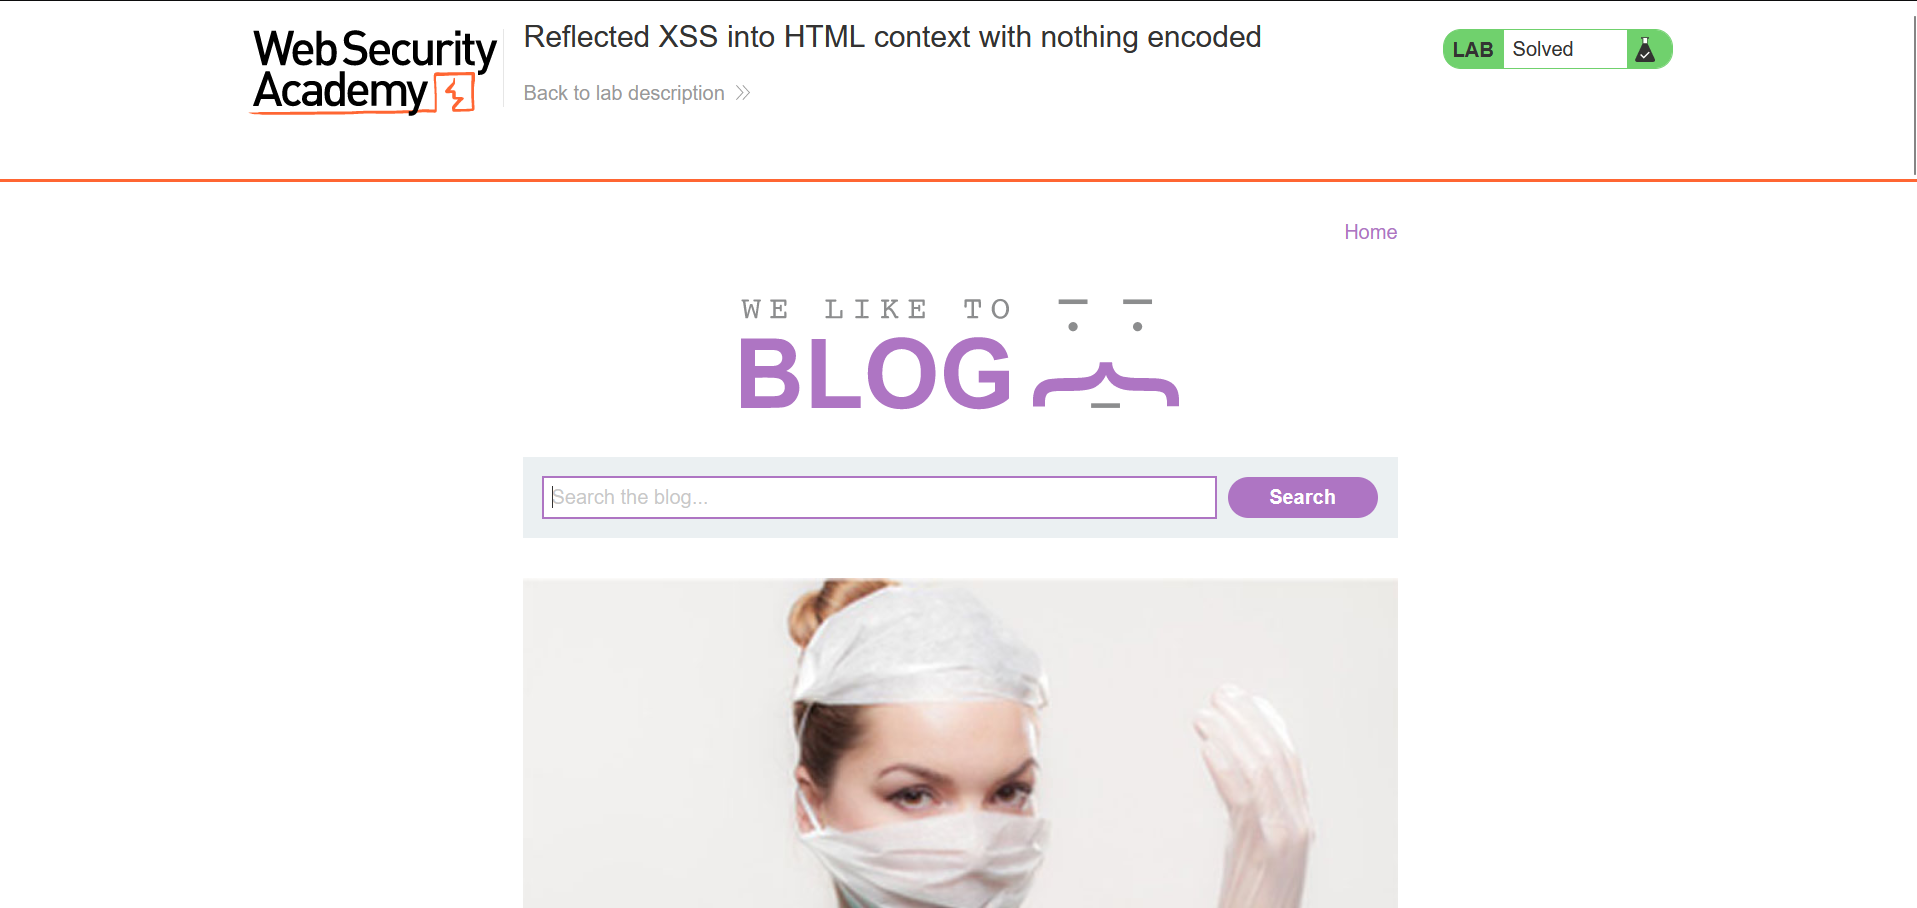 Web Security
Academy
Reflected XSS into HTML context with nothing encoded
Back to lab description
LAB Solved
Home
WE LIKE TO
BLOG
Search the blog...
Search